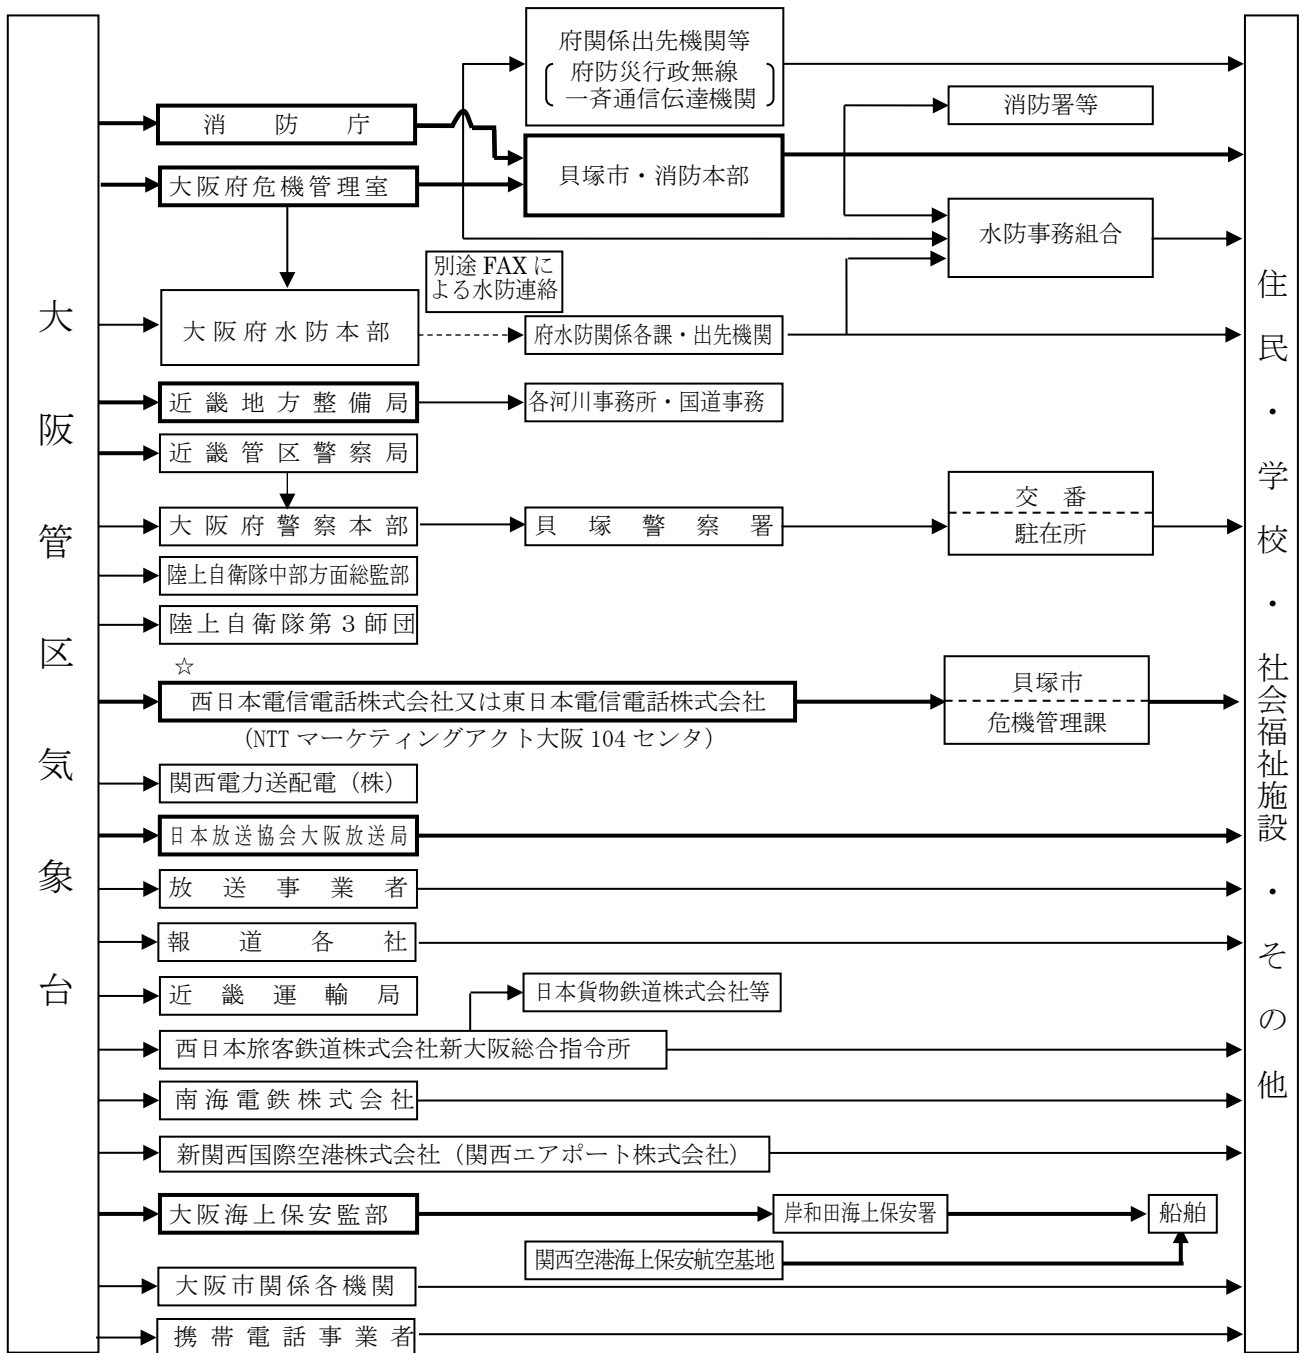 大阪管区気象台
府関係出先機関等
府防災行政無線
一斉通信伝達機関
消防庁
消防署等
貝塚市・消防本部
大阪府危機管理室
水防事務組合
別途 FAX に
よる水防連絡
大阪府水防本部
府水防関係各課・出先機関
近畿地方整備局
各河川事務所・国道事務
近畿管区警察局
大阪府警察本部
貝塚警察署
交番
駐在所
陸上自衛隊中部方面総監部
陸上自衛隊第３師団
☆
西日本電信電話株式会社又は東日本電信電話株式会社
（NTT マーケティングアクト大阪 104 センタ）
貝塚市
危機管理課
関西電力送配電（株）
日本放送協会大阪放送局
放送事業者
報道各社
近畿運輸局
日本貨物鉄道株式会社等
西日本旅客鉄道株式会社新大阪総合指令所
南海電鉄株式会社
新関西国際空港株式会社（関西エアポート株式会社）
大阪海上保安監部
岸和田海上保安署
船舶
関西空港海上保安航空基地
大阪市関係各機関
携帯電話事業者
住民・学校・社会福祉施設・その他